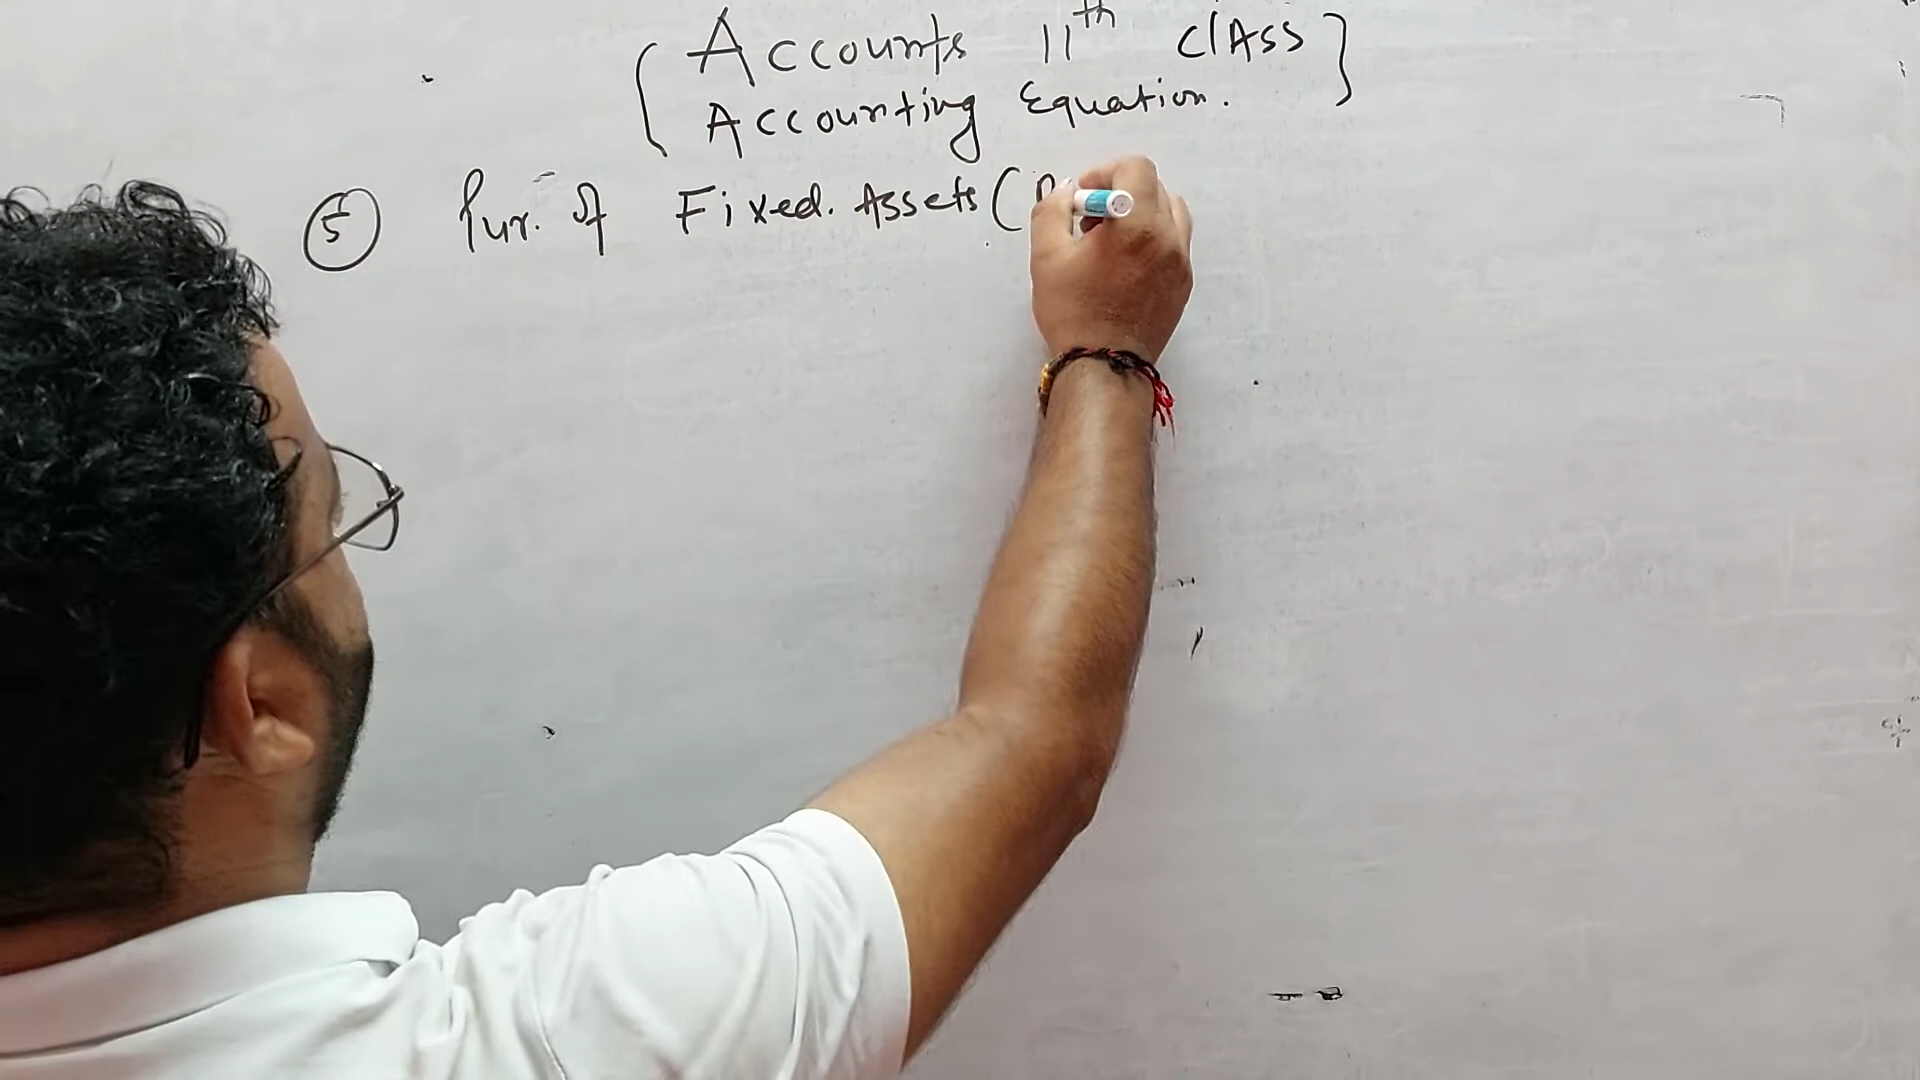 ( Accounts 11th ClAss ]
Accounting Equation.
5 Pur. of Fixed. Assets (